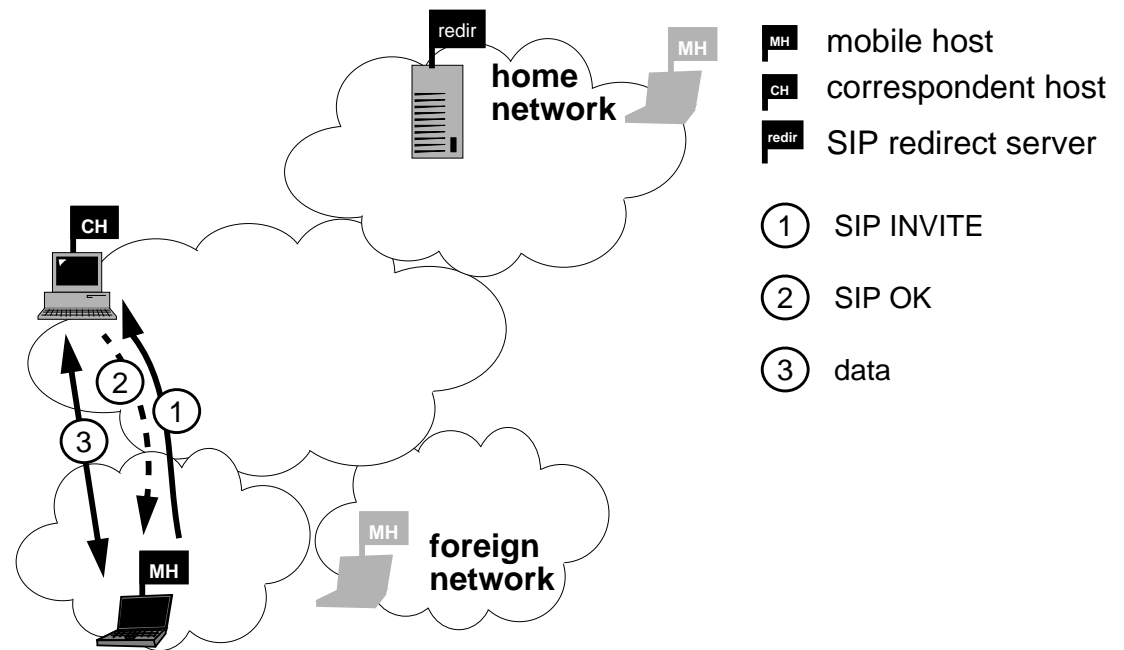 redir
MH
home
network
MH mobile host
CH correspondent host
redir SIP redirect server
1 SIP INVITE
2 SIP OK
3 data
CH
2
1
3
MH
foreign
network
MH